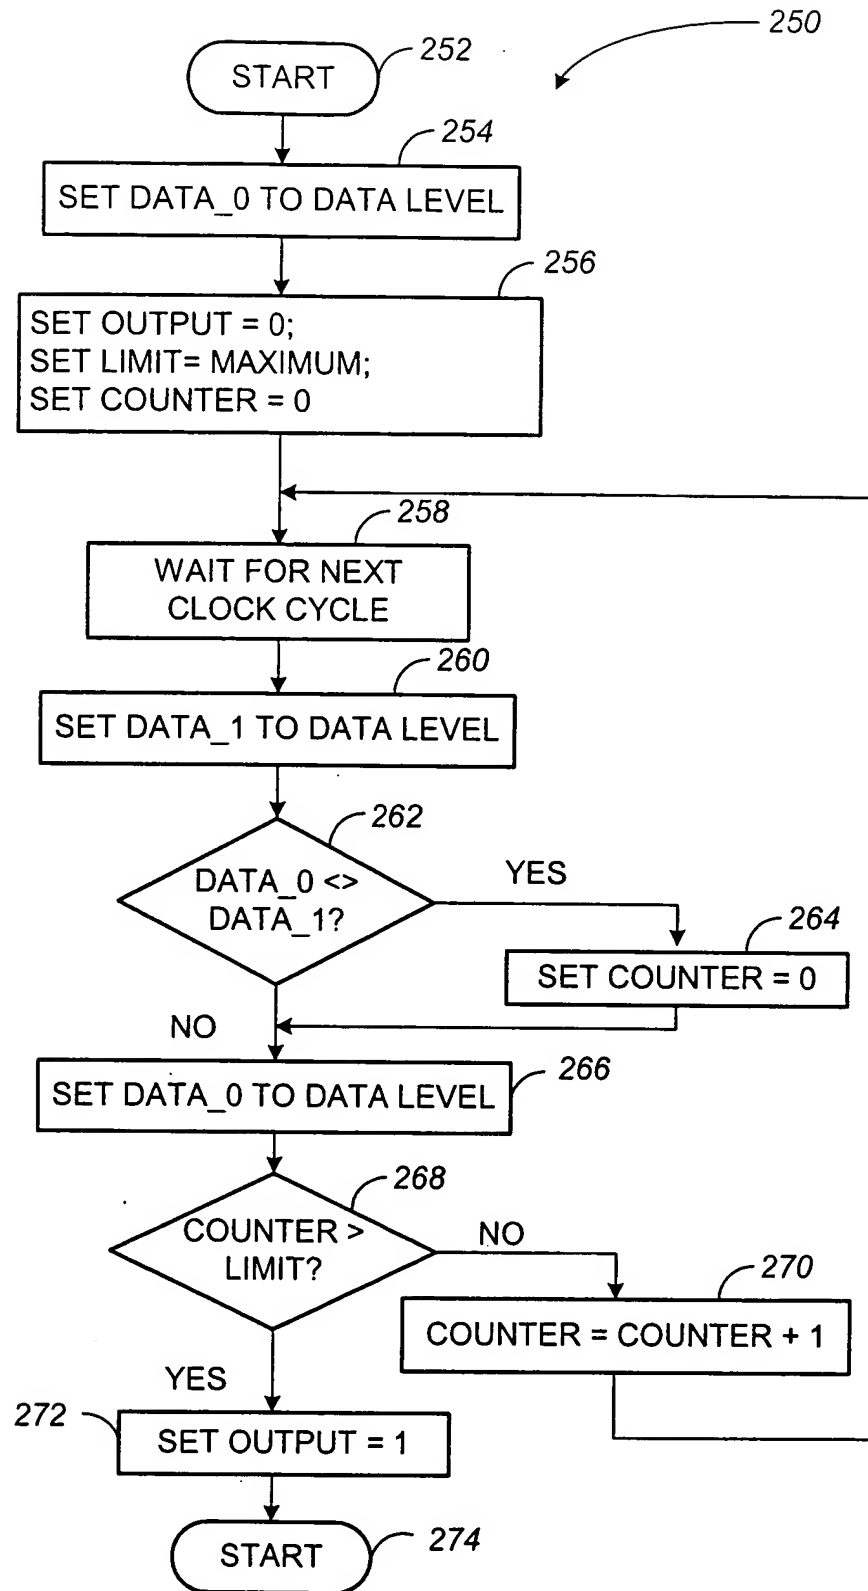 250
START
252
254
SET DATA_0 TO DATA LEVEL
256
SET OUTPUT = 0;
SET LIMIT= MAXIMUM;
SET COUNTER = 0
258
WAIT FOR NEXT
CLOCK CYCLE
260
SET DATA_1 TO DATA LEVEL
262
DATA_0 <>
DATA_1?
YES
264
SET COUNTER = 0
NO
266
SET DATA_0 TO DATA LEVEL
268
COUNTER >
LIMIT?
NO
270
COUNTER = COUNTER + 1
YES
272
SET OUTPUT = 1
START
274